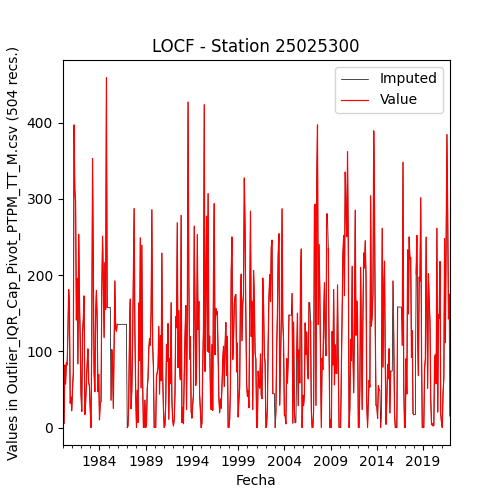 LOCF - Station 25025300
Values in Outlier_IQR_Cap_Pivot_PTPM_TT_M.csv (504 recs.)
400
300
200
100
0
Imputed
Value
1984 1989 1994 1999 2004 2009 2014 2019
Fecha